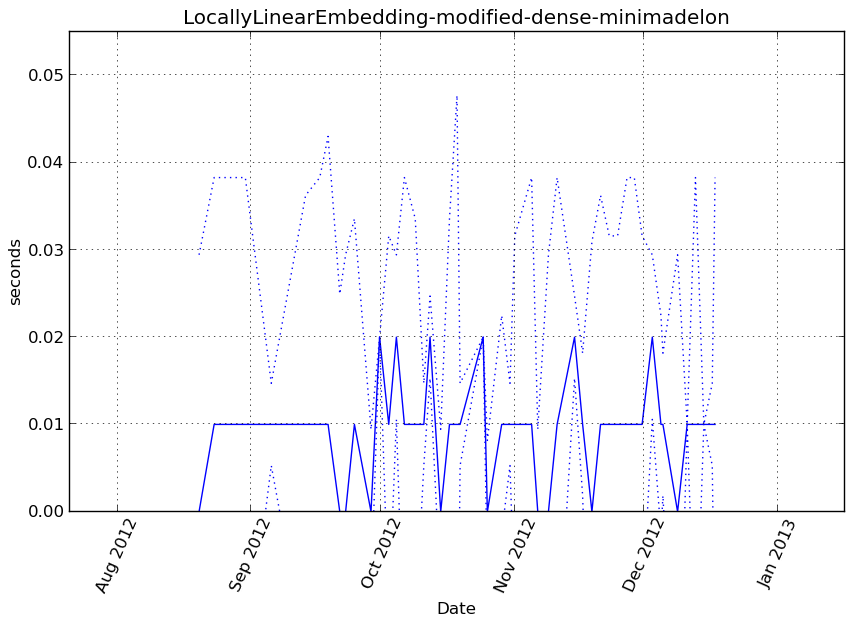 LocallyLinearEmbedding-modified-dense-minimadelon
0.05
0.04
0.03
0.02
0.01
0.00
seconds
Aug 2012
Sep 2012
Oct 2012
Nov 2012
Dec 2012
Jan 2013
Date